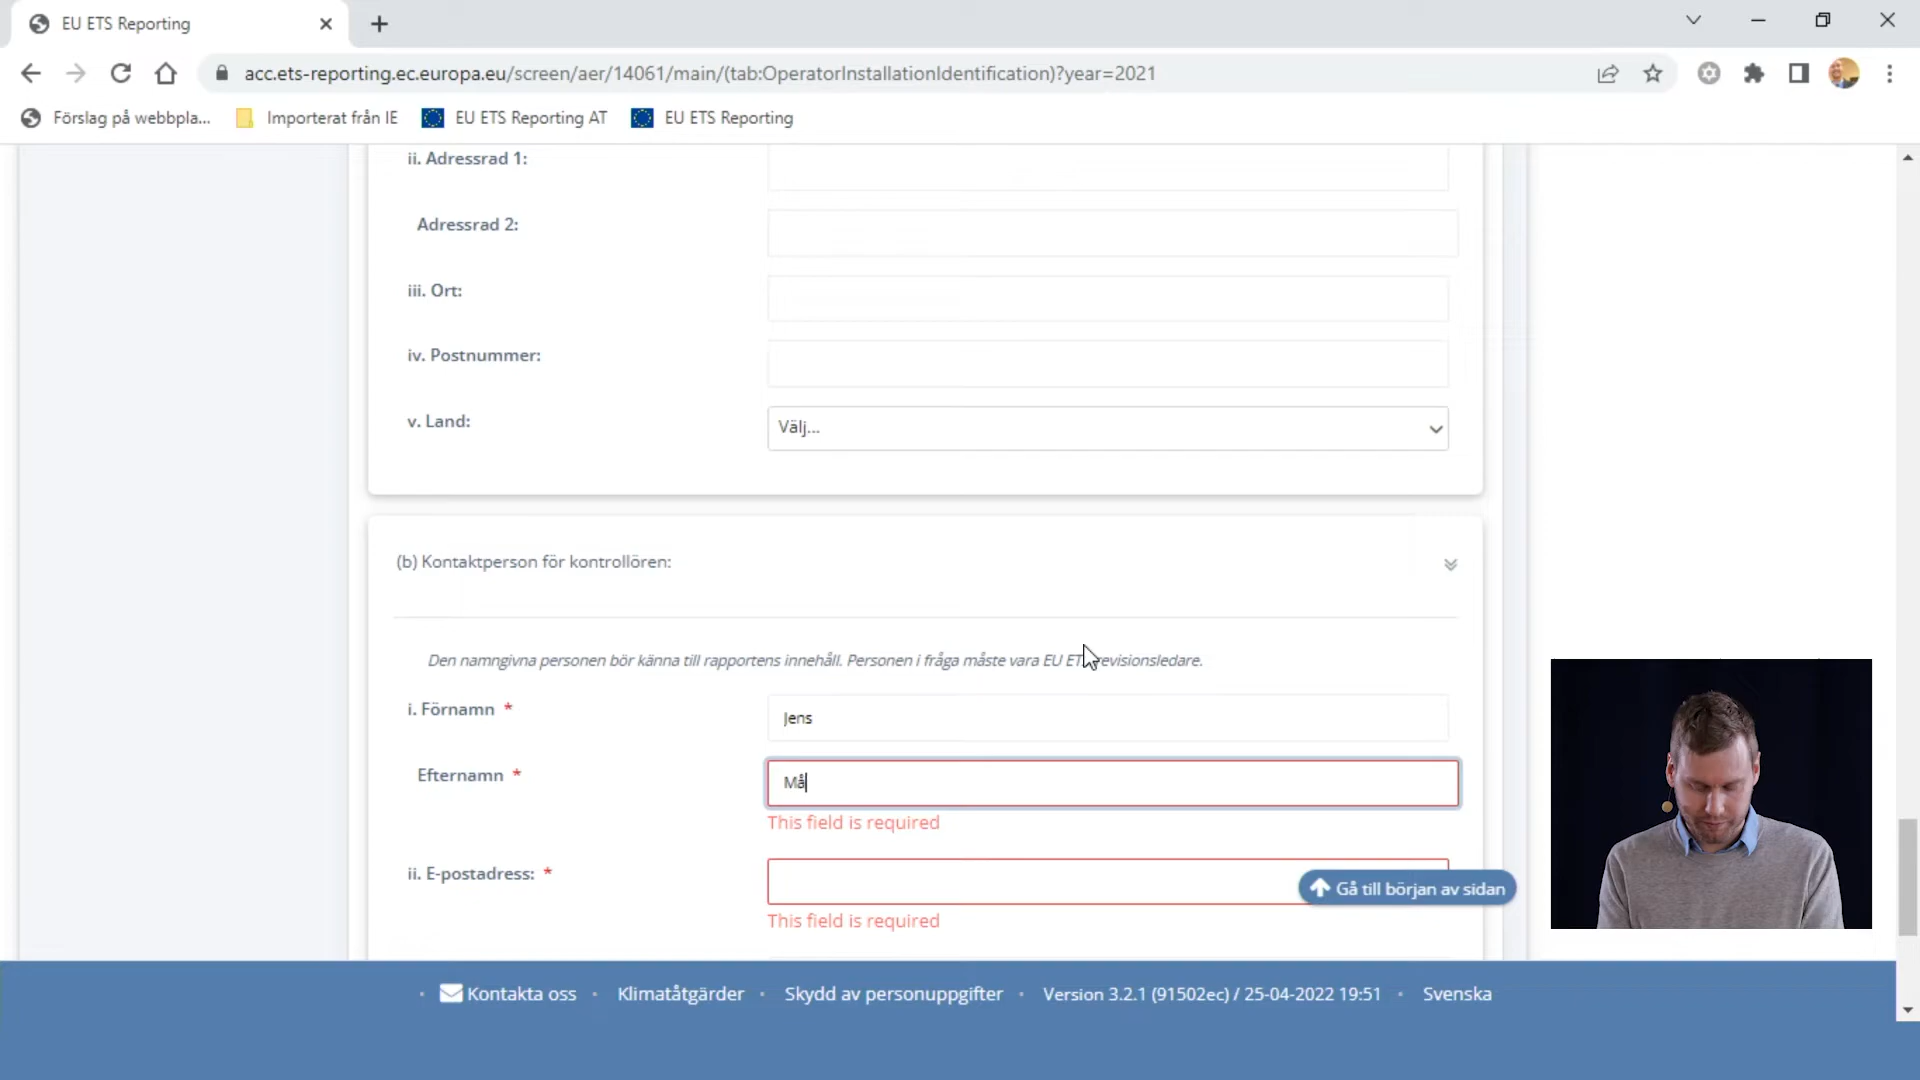 EU ETS Reporting
acc.ets-reporting.ec.europa.eu/screen/aer/14061/main/(tab:OperatorInstallationIdentification)?year=2021
Förslag på webbpla... Importerat från IE EU ETS Reporting AT EU ETS Reporting
ii. Adressrad 1:
Adressrad 2:
iii. Ort:
iv. Postnummer:
v. Land: Välj...
(b) Kontaktperson för kontrollören:
Den namngivna personen bör känna till rapportens innehåll. Personen i fråga måste vara EU ETS revisionsledare.
i. Förnamn * Jens
Efternamn * Må
This field is required
ii. E-postadress: *
Gå till början av sidan
This field is required
· Kontakta oss · Klimatåtgärder · Skydd av personuppgifter · Version 3.2.1 (91502ec) / 25-04-2022 19:51 · Svenska